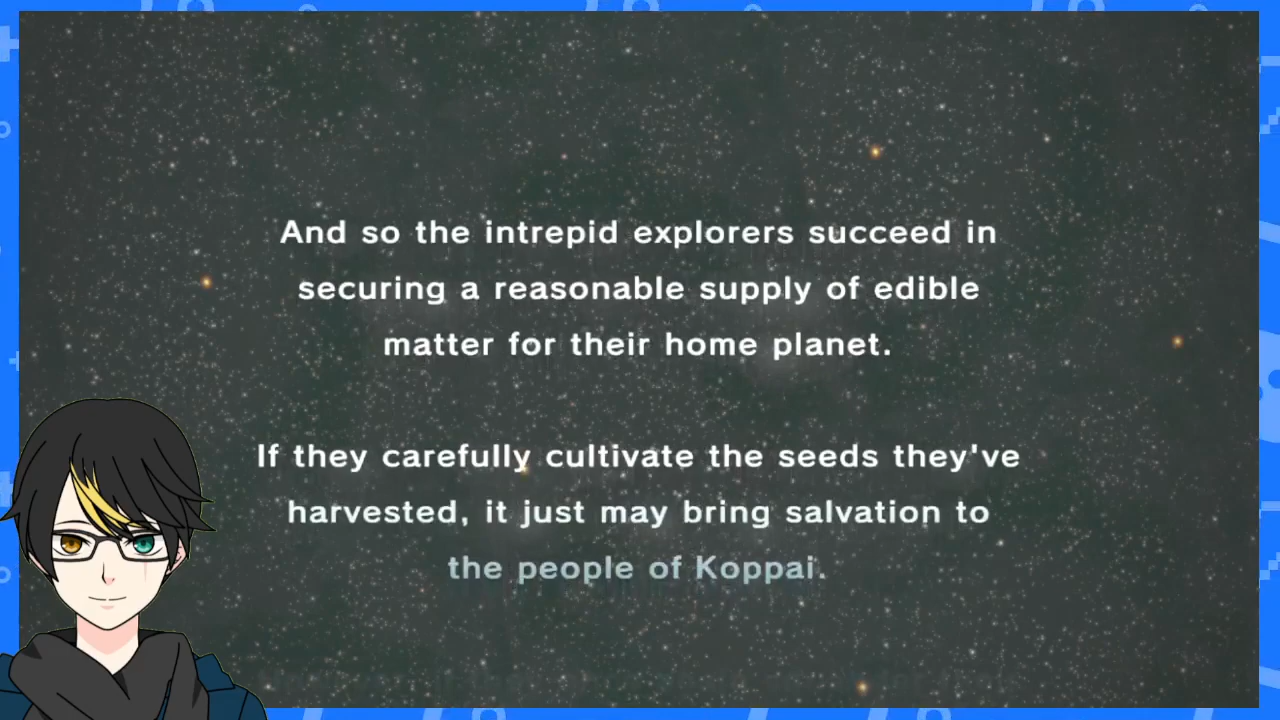 And so the intrepid explorers succeed in
securing a reasonable supply of edible
matter for their home planet.
If they carefully cultivate the seeds they've
harvested, it just may bring salvation to
the people of Koppai.